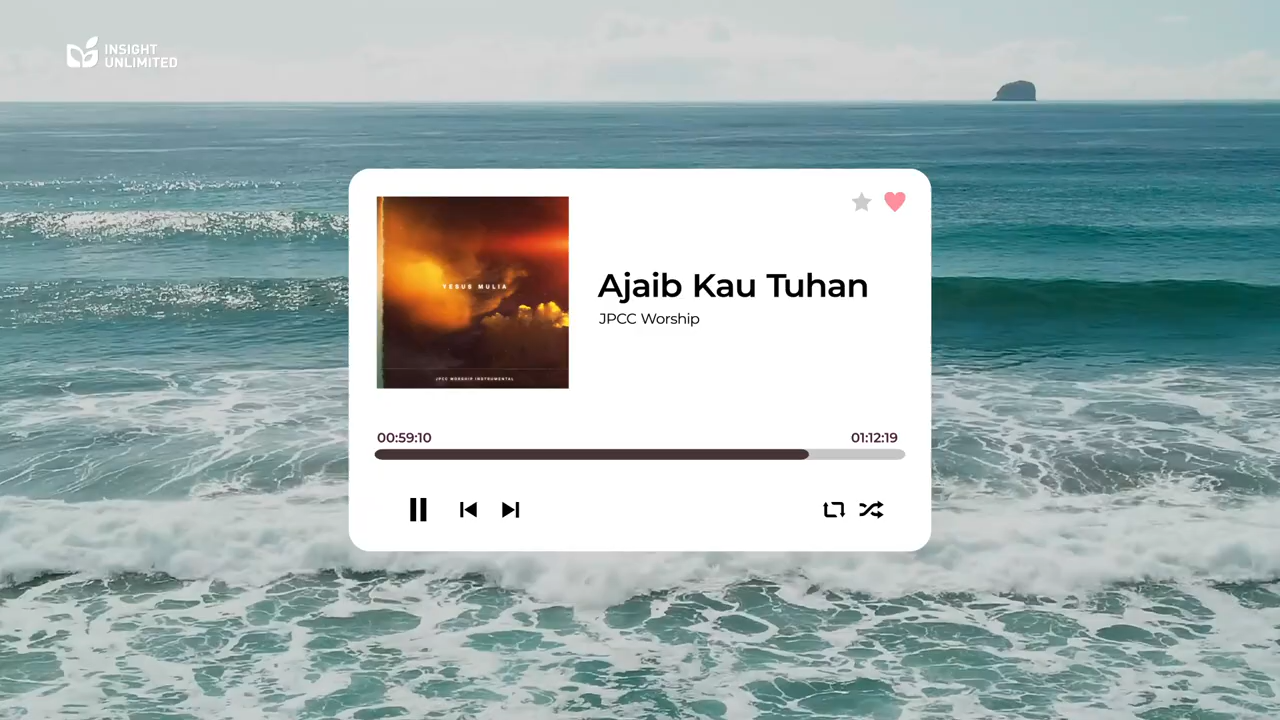 INSIGHT
UNLIMITED
YESUS MULIA
JPCC WORSHIP INSTRUMENTAL
Ajaib Kau Tuhan
JPCC Worship
00:59:10
01:12:19